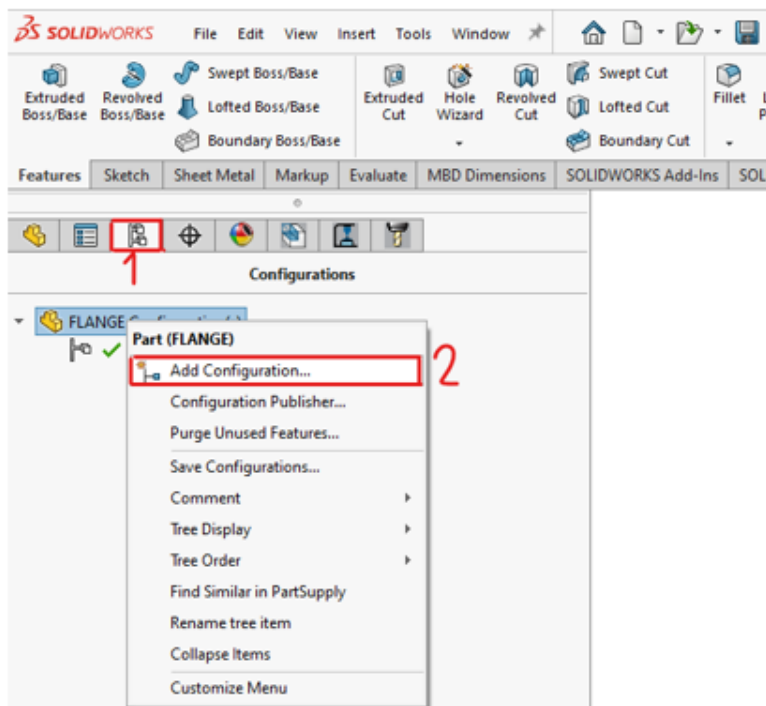 SOLIDWORKS File Edit View Insert Tools Window
Extruded Boss/Base
Revolved Boss/Base
Swept Boss/Base
Lofted Boss/Base
Boundary Boss/Base
Extruded Cut
Hole Wizard
Revolved Cut
Swept Cut
Lofted Cut
Boundary Cut
Fillet
Features Sketch Sheet Metal Markup Evaluate MBD Dimensions SOLIDWORKS Add-Ins SOL
1
Configurations
FLANGE
Part (FLANGE)
Add Configuration...
2
Configuration Publisher...
Purge Unused Features...
Save Configurations...
Comment
Tree Display
Tree Order
Find Similar in PartSupply
Rename tree item
Collapse Items
Customize Menu